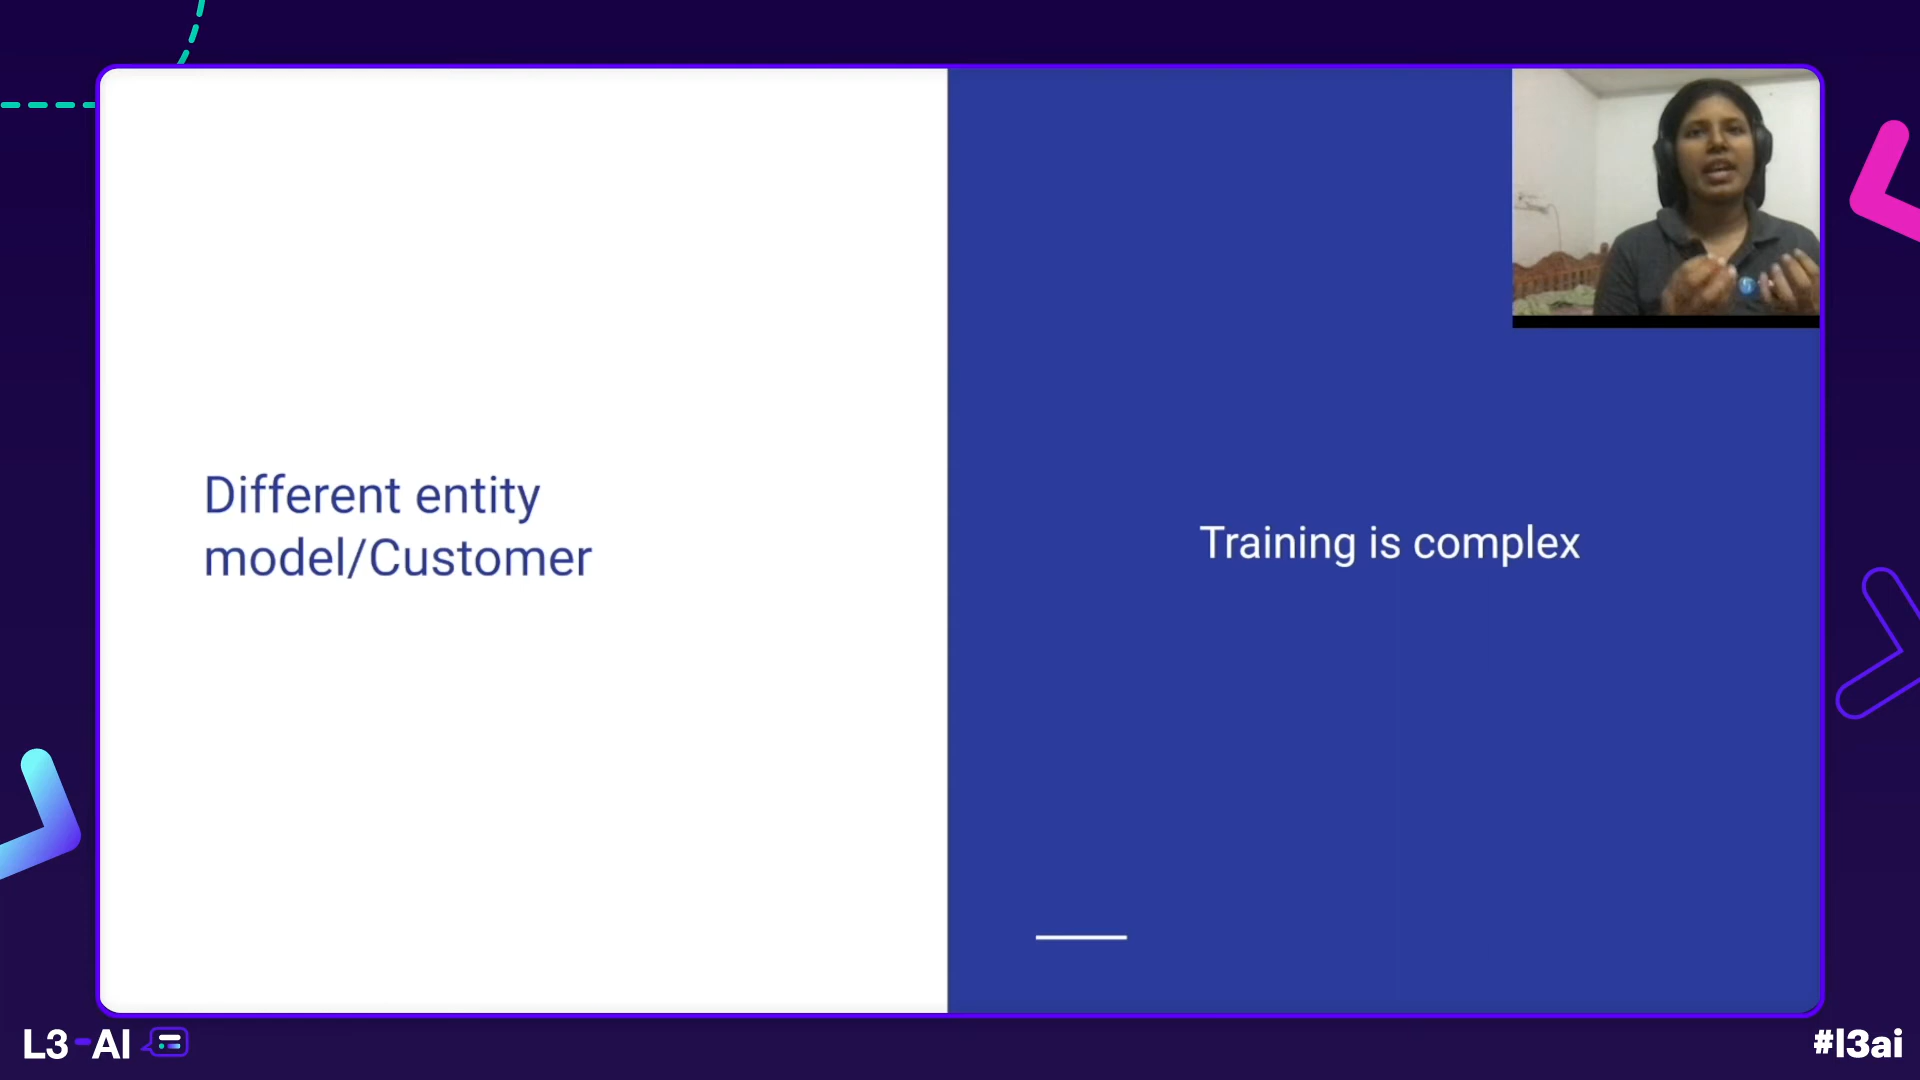 Different entity
model/Customer
Training is complex
L3-AI
#l3ai